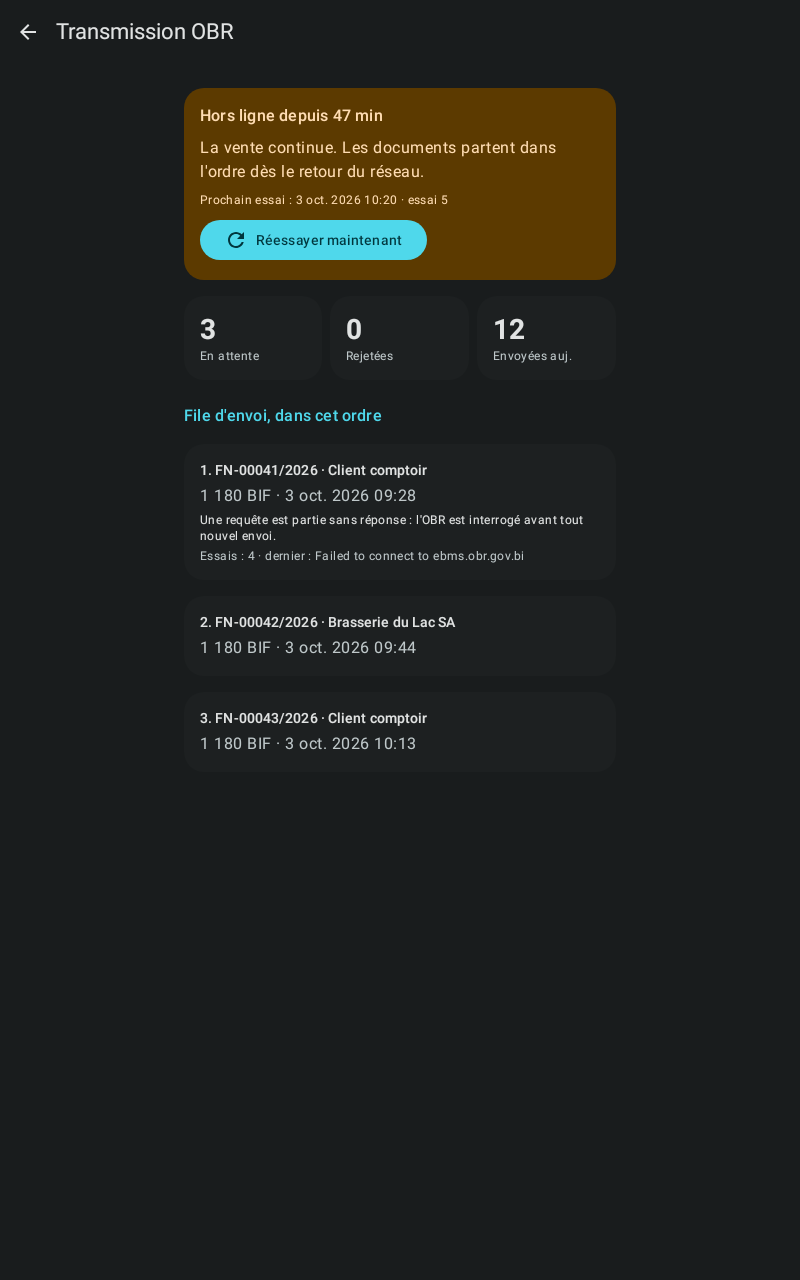 Transmission OBR
Hors ligne depuis 47 min
La vente continue. Les documents partent dans
l'ordre dès le retour du réseau.
Prochain essai : 3 oct. 2026 10:20 · essai 5
Réessayer maintenant
3
En attente
0
Rejetées
12
Envoyées auj.
File d'envoi, dans cet ordre
1. FN-00041/2026 · Client comptoir
1 180 BIF · 3 oct. 2026 09:28
Une requête est partie sans réponse : l'OBR est interrogé avant tout
nouvel envoi.
Essais : 4 · dernier : Failed to connect to ebms.obr.gov.bi
2. FN-00042/2026 · Brasserie du Lac SA
1 180 BIF · 3 oct. 2026 09:44
3. FN-00043/2026 · Client comptoir
1 180 BIF · 3 oct. 2026 10:13